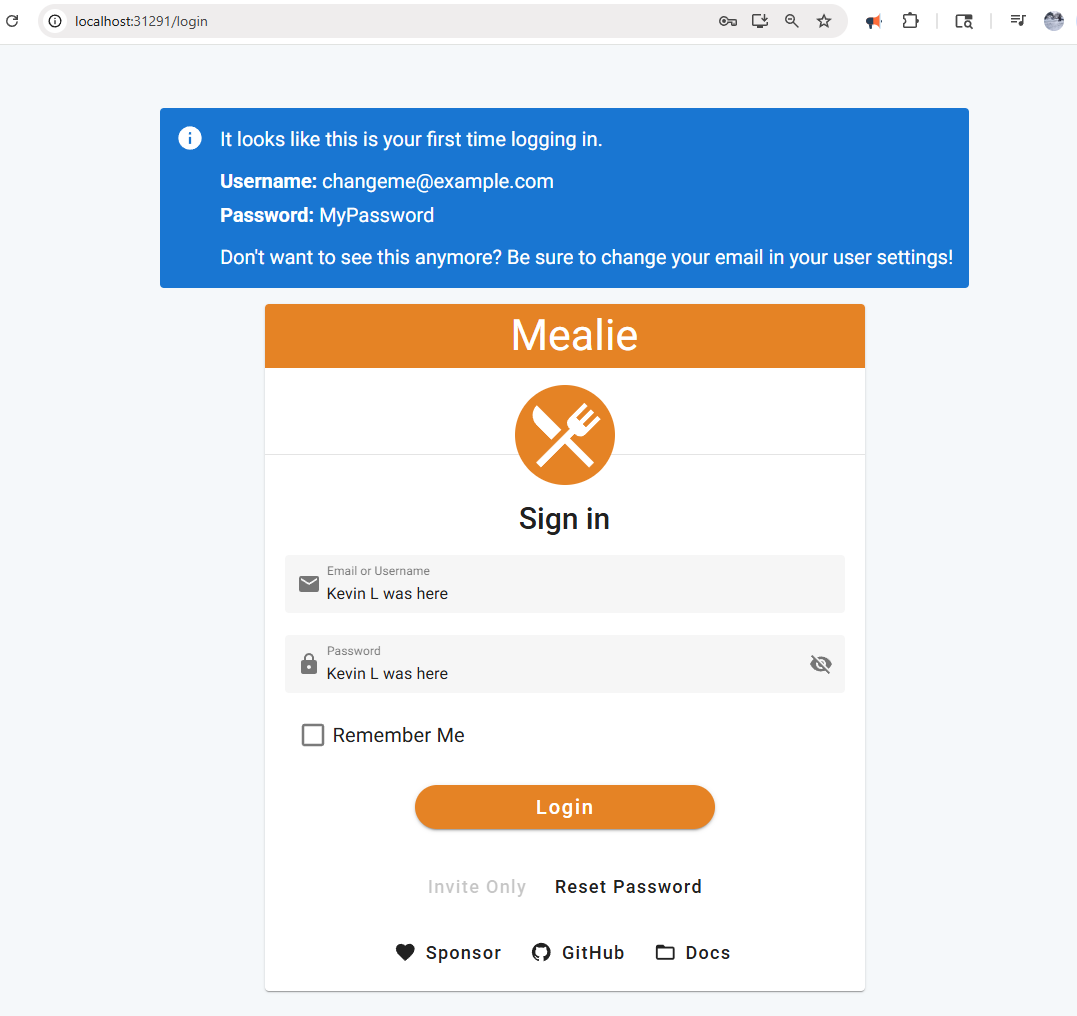 localhost:31291/login
It looks like this is your first time logging in.
Username: changeme@example.com
Password: MyPassword
Don't want to see this anymore? Be sure to change your email in your user settings!
Mealie
Sign in
Email or Username
Kevin L was here
Password
Kevin L was here
Remember Me
Login
Invite Only Reset Password
Sponsor GitHub Docs